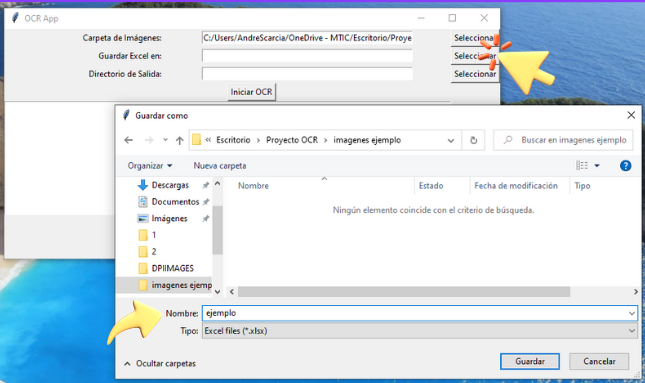 OCR App
Carpeta de Imágenes: C:/Users/AndreScarcia/OneDrive - MTIC/Escritorio/Proye Seleccionar
Guardar Excel en: Seleccionar
Directorio de Salida: Seleccionar
Iniciar OCR
Guardar como
« Escritorio > Proyecto OCR > imagenes ejemplo Buscar en imagenes ejemplo
Organizar Nueva carpeta
Descargas Nombre Estado Fecha de modificación Tipo
Documentos
Ningún elemento coincide con el criterio de búsqueda.
Imágenes
1
2
DPIIMAGES
imagenes ejemp
Nombre: ejemplo
Tipo: Excel files (*.xlsx)
Ocultar carpetas Guardar Cancelar